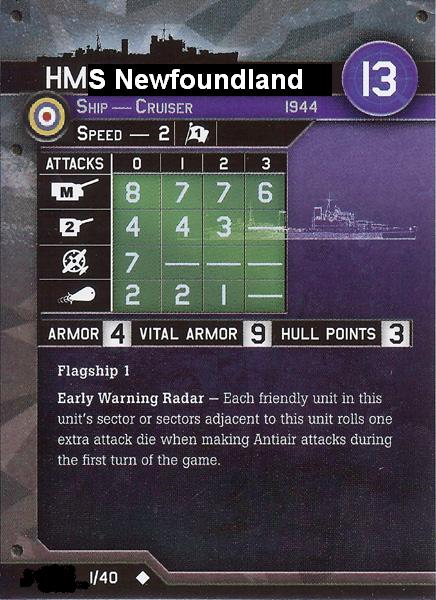 HMS Newfoundland
13
SHIP — CRUISER 1944
SPEED — 2 1
ATTACKS 0 1 2 3
M 8 7 7 6
2 4 4 3 —
7 — — —
2 2 1 —
ARMOR 4 VITAL ARMOR 9 HULL POINTS 3
Flagship 1
Early Warning Radar — Each friendly unit in this
unit's sector or sectors adjacent to this unit rolls one
extra attack die when making Antiair attacks during
the first turn of the game.
1/40